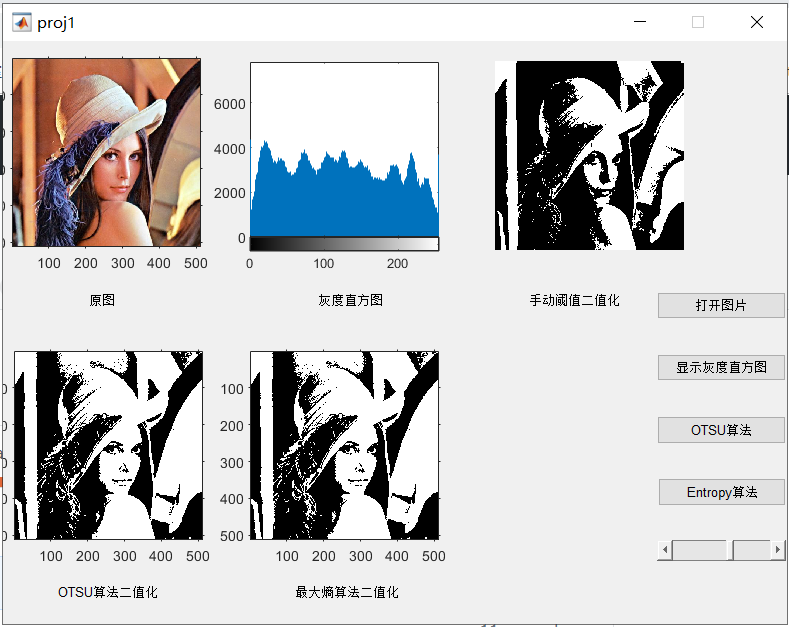 proj1
6000
4000
2000
0
100 200 300 400 500
0 100 200
原图
灰度直方图
手动阈值二值化
打开图片
显示灰度直方图
OTSU算法
Entropy算法
100
200
300
400
500
100 200 300 400 500
100 200 300 400 500
OTSU算法二值化
最大熵算法二值化